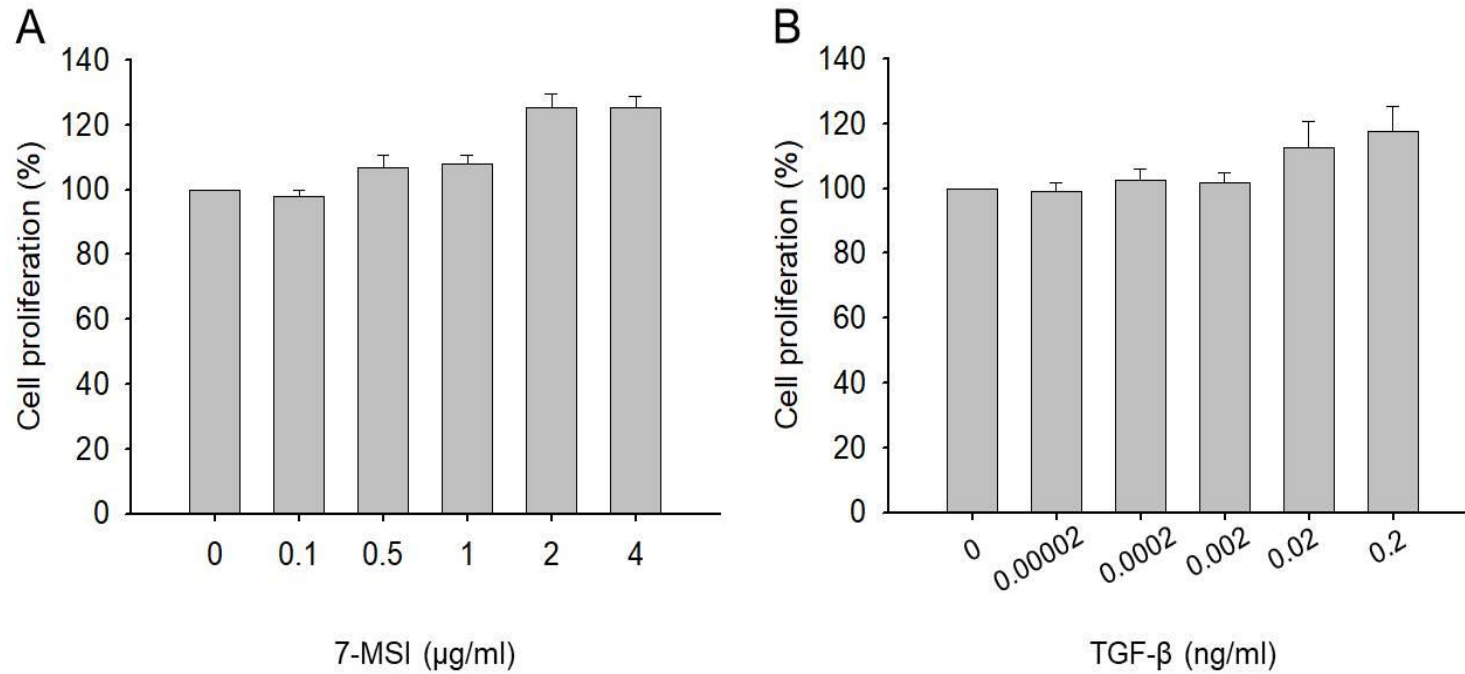 A
140
120
100
80
60
40
20
0
Cell proliferation (%)
0 0.1 0.5 1 2 4
7-MSI (µg/ml)
B
140
120
100
80
60
40
20
0
Cell proliferation (%)
0 0.00002 0.0002 0.002 0.02 0.2
TGF-β (ng/ml)